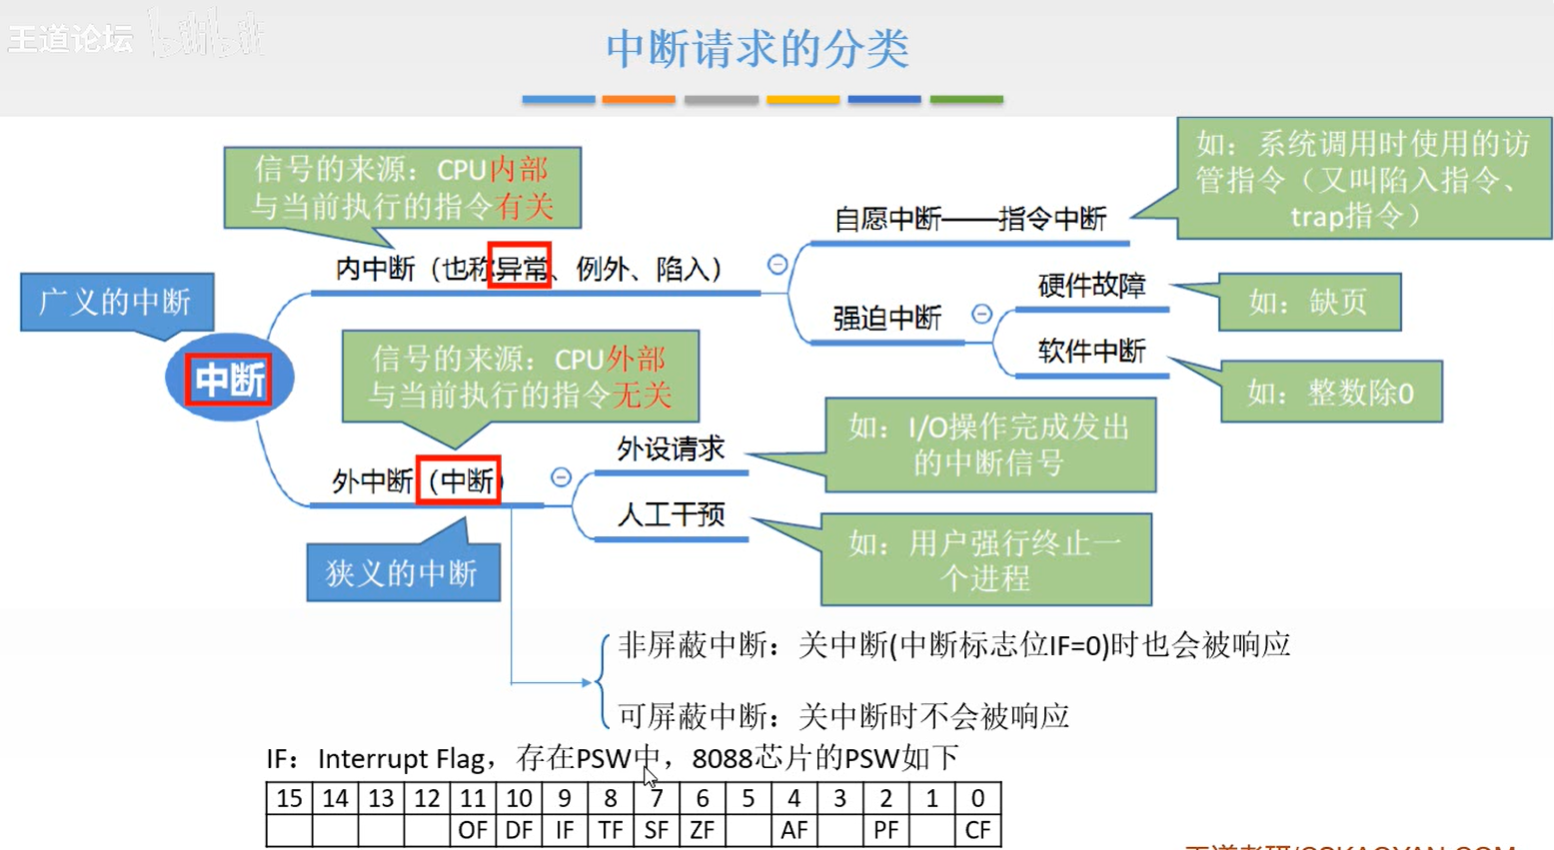 王道论坛 bilibili
中断请求的分类
信号的来源：CPU内部
与当前执行的指令有关
如：系统调用时使用的访
管指令（又叫陷入指令、
trap指令）
自愿中断——指令中断
内中断（也称异常、例外、陷入）
广义的中断
硬件故障
如：缺页
强迫中断
软件中断
如：整数除0
中断
信号的来源：CPU外部
与当前执行的指令无关
外设请求
如：I/O操作完成发出
的中断信号
外中断（中断）
人工干预
如：用户强行终止一
个进程
狭义的中断
非屏蔽中断：关中断(中断标志位IF=0)时也会被响应
可屏蔽中断：关中断时不会被响应
IF：Interrupt Flag，存在PSW中，8088芯片的PSW如下
15 14 13 12 11 10 9 8 7 6 5 4 3 2 1 0
OF DF IF TF SF ZF AF PF CF